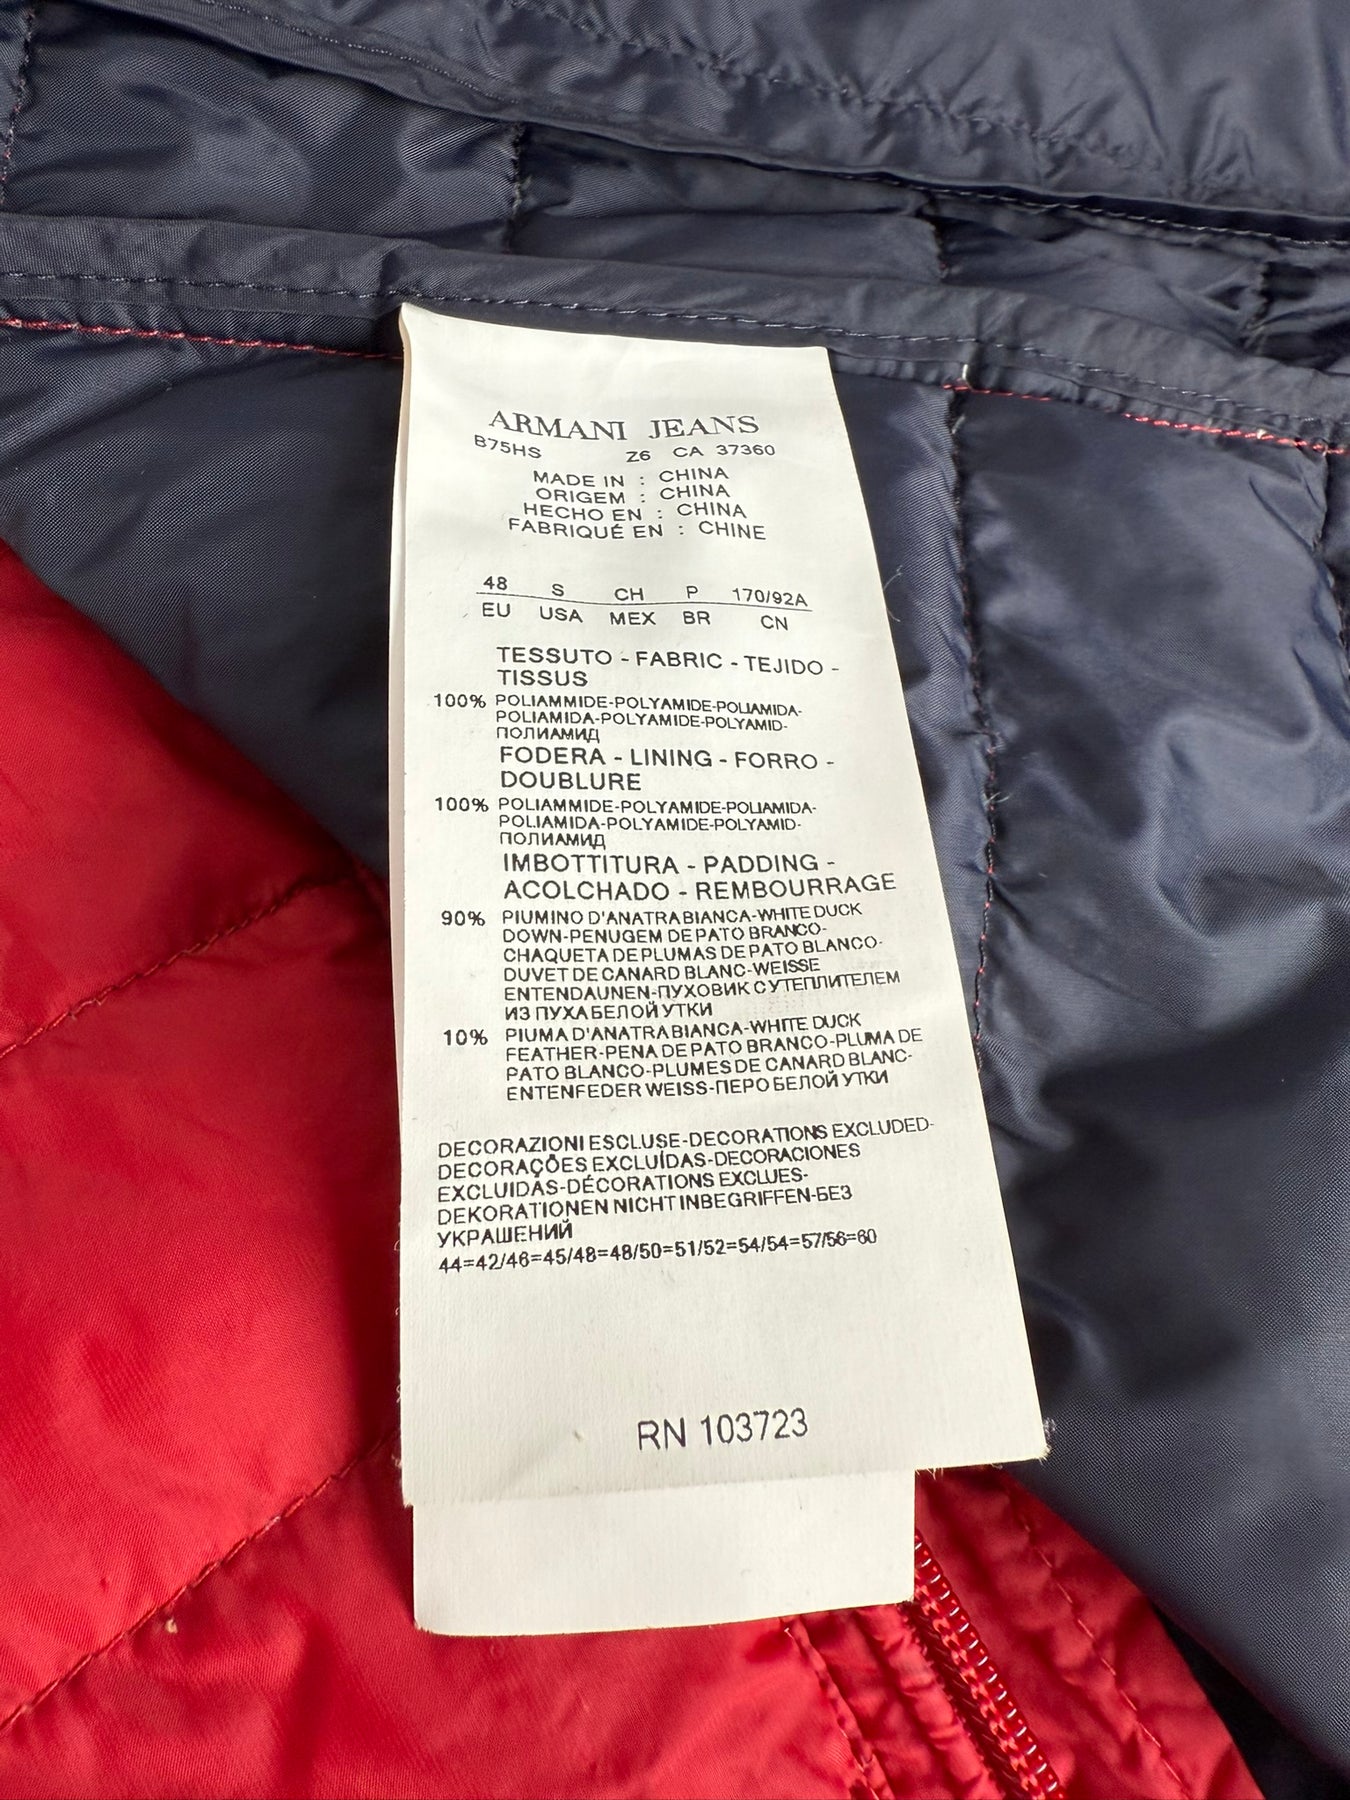 ARMANI JEANS
B75HS Z6 CA 37360
MADE IN : CHINA
ORIGEM : CHINA
HECHO EN : CHINA
FABRIQUÉ EN : CHINE
48 S CH P 170/92A
EU USA MEX BR CN
TESSUTO - FABRIC - TEJIDO -
TISSUS
100% POLIAMMIDE-POLYAMIDE-POLIAMIDA-
POLIAMIDA-POLYAMIDE-POLYAMID-
ПОЛИАМИД
FODERA - LINING - FORRO -
DOUBLURE
100% POLIAMMIDE-POLYAMIDE-POLIAMIDA-
POLIAMIDA-POLYAMIDE-POLYAMID-
ПОЛИАМИД
IMBOTTITURA - PADDING -
ACOLCHADO - REMBOURRAGE
90% PIUMINO D'ANATRA BIANCA-WHITE DUCK
DOWN-PENUGEM DE PATO BRANCO-
CHAQUETA DE PLUMAS DE PATO BLANCO-
DUVET DE CANARD BLANC-WEISSE
ENTENDAUNEN-ПУХОВИК С УТЕПЛИТЕЛЕМ
ИЗ ПУХА БЕЛОЙ УТКИ
10% PIUMA D'ANATRA BIANCA-WHITE DUCK
FEATHER-PENA DE PATO BRANCO-PLUMA DE
PATO BLANCO-PLUMES DE CANARD BLANC-
ENTENFEDER WEISS-ПЕРО БЕЛОЙ УТКИ
DECORAZIONI ESCLUSE-DECORATIONS EXCLUDED-
DECORAÇÕES EXCLUÍDAS-DECORACIONES
EXCLUIDAS-DÉCORATIONS EXCLUES-
DEKORATIONEN NICHT INBEGRIFFEN-БЕЗ
УКРАШЕНИЙ
44=42/46=45/48=48/50=51/52=54/54=57/56=60
RN 103723